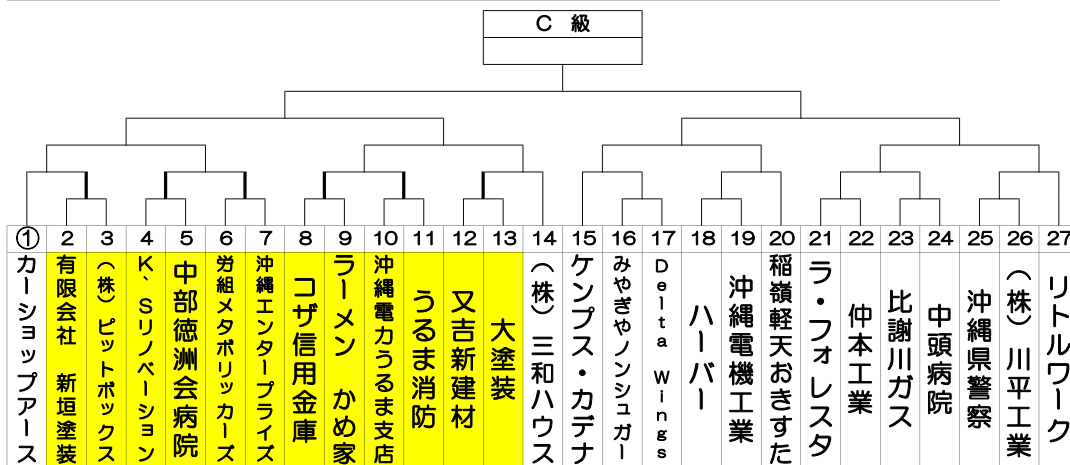 C 級
① 2 3 4 5 6 7 8 9 10 11 12 13 14 15 16 17 18 19 20 21 22 23 24 25 26 27
カーショップアース
有限会社 新垣塗装
(株)ピットボックス
K、Sリノベーション
中部徳洲会病院
労組メタボリッカーズ
沖縄エンタープライズ
コザ信用金庫
ラーメン かめ家
沖縄電力うるま支店
うるま消防
又吉新建材
大塗装
(株)三和ハウス
ケンプス・カデナ
みやぎやノンシュガー
Delta Wings
ハーバー
沖縄電機工業
稲嶺軽天おきすた
ラ・フォレスタ
仲本工業
比謝川ガス
中頭病院
沖縄県警察
(株)川平工業
リトルワーク